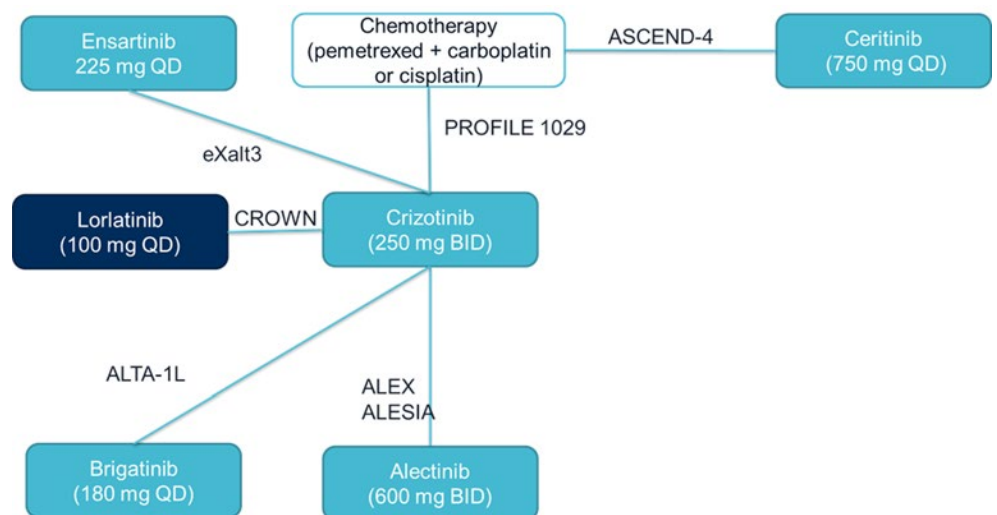 Ensartinib
225 mg QD
Chemotherapy
(pemetrexed + carboplatin
or cisplatin)
ASCEND-4
Ceritinib
(750 mg QD)
PROFILE 1029
eXalt3
Lorlatinib
(100 mg QD)
CROWN
Crizotinib
(250 mg BID)
ALTA-1L
ALEX
ALESIA
Brigatinib
(180 mg QD)
Alectinib
(600 mg BID)